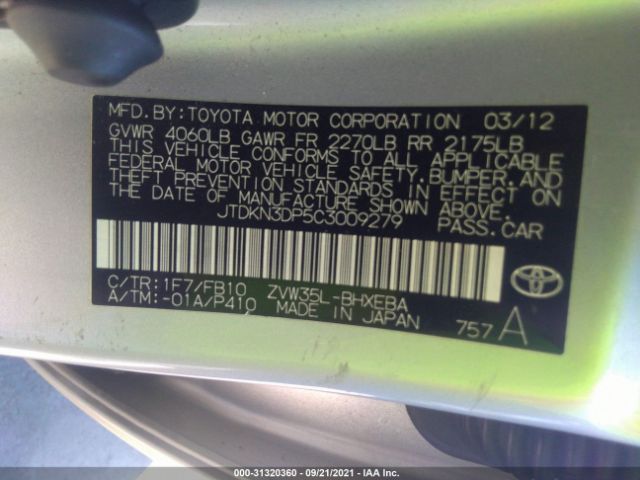 MFD.BY:TOYOTA MOTOR CORPORATION 03/12
GVWR 4060LB GAWR FR 2270LB RR 2175LB
THIS VEHICLE CONFORMS TO ALL APPLICABLE
FEDERAL MOTOR VEHICLE SAFETY.BUMPER.AND
THEFT PREVENTION STANDARDS IN EFFECT ON
THE DATE OF MANUFACTURE SHOWN ABOVE.
JTDKN3DP5C3009279 PASS.CAR
C/TR:1F7/FB10 ZVW35L-BHXEBA
A/TM:-01A/P410 MADE IN JAPAN 757 A
000-31320360 - 09/21/2021 - IAA Inc.